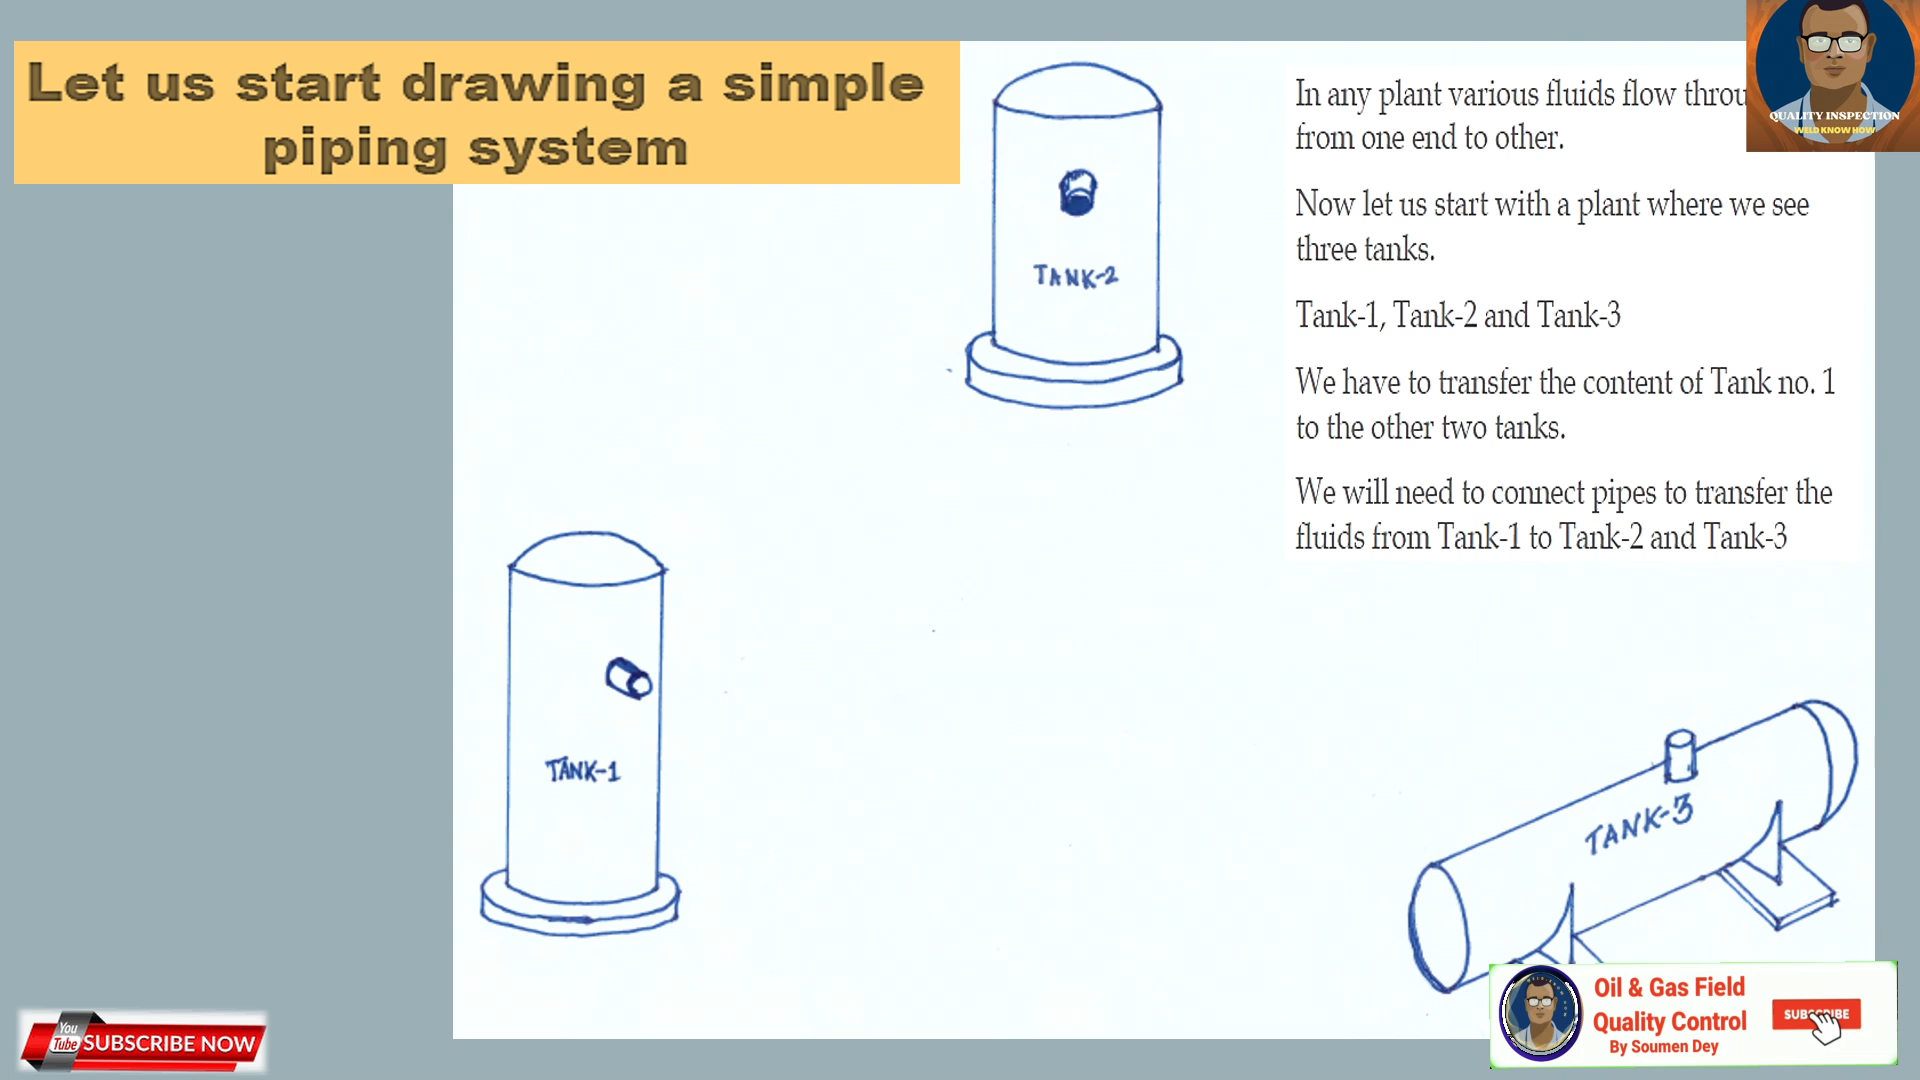 Let us start drawing a simple
piping system
In any plant various fluids flow
from one end to other.
Now let us start with a plant where we see
three tanks.
Tank-1, Tank-2 and Tank-3
We have to transfer the content of Tank no. 1
to the other two tanks.
We will need to connect pipes to transfer the
fluids from Tank-1 to Tank-2 and Tank-3
QUALITY INSPECTION
WELD KNOW HOW
TANK-2
TANK-1
TANK-3
You
Tube
SUBSCRIBE NOW
Oil & Gas Field
Quality Control
By Soumen Dey
SUBSCRIBE